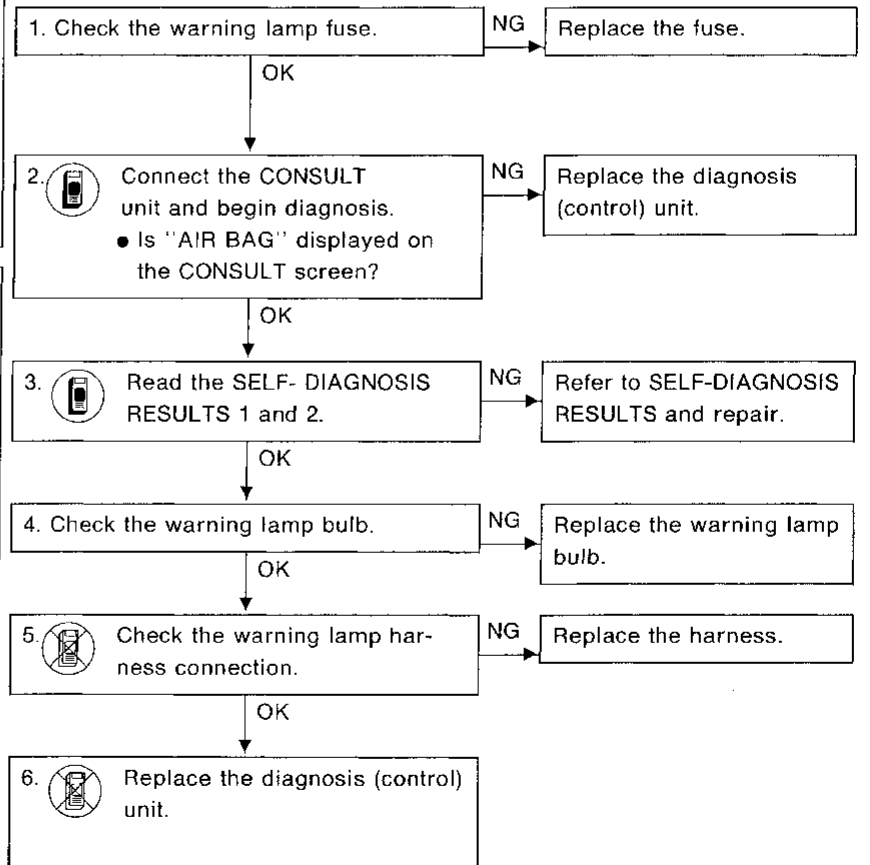 1. Check the warning lamp fuse.
NG
Replace the fuse.
OK
2. Connect the CONSULT
unit and begin diagnosis.
● Is "AIR BAG" displayed on
the CONSULT screen?
NG
Replace the diagnosis
(control) unit.
OK
3. Read the SELF- DIAGNOSIS
RESULTS 1 and 2.
NG
Refer to SELF-DIAGNOSIS
RESULTS and repair.
OK
4. Check the warning lamp bulb.
NG
Replace the warning lamp
bulb.
OK
5. Check the warning lamp har-
ness connection.
NG
Replace the harness.
OK
6. Replace the diagnosis (control)
unit.